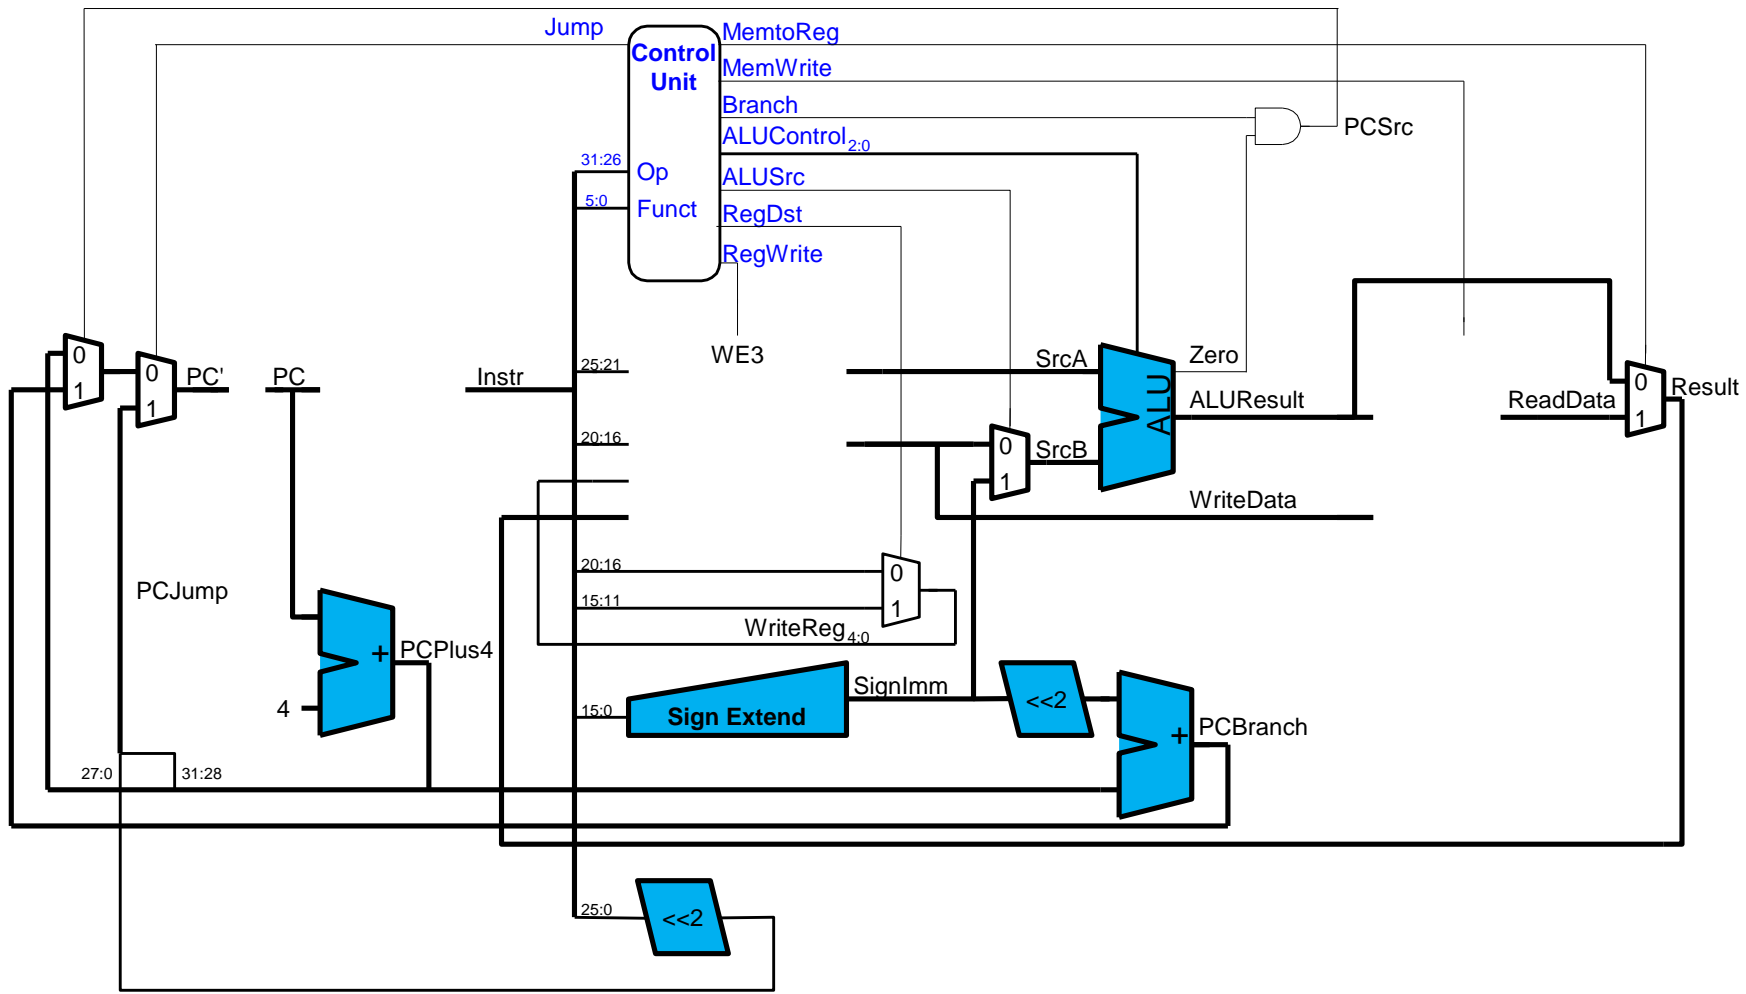 Jump
MemtoReg
Control
Unit
MemWrite
Branch
PCSrc
ALUControl2:0
31:26
Op
ALUSrc
5:0
Funct
RegDst
RegWrite
WE3
SrcA
Zero
0
1
0
1
PC'
PC
Instr
25:21
ALU
ALUResult
ReadData
0
1
Result
20:16
0
1
SrcB
WriteData
20:16
0
PCJump
15:11
1
WriteReg4:0
+
PCPlus4
4
15:0
Sign Extend
SignImm
<<2
+
PCBranch
27:0
31:28
25:0
<<2